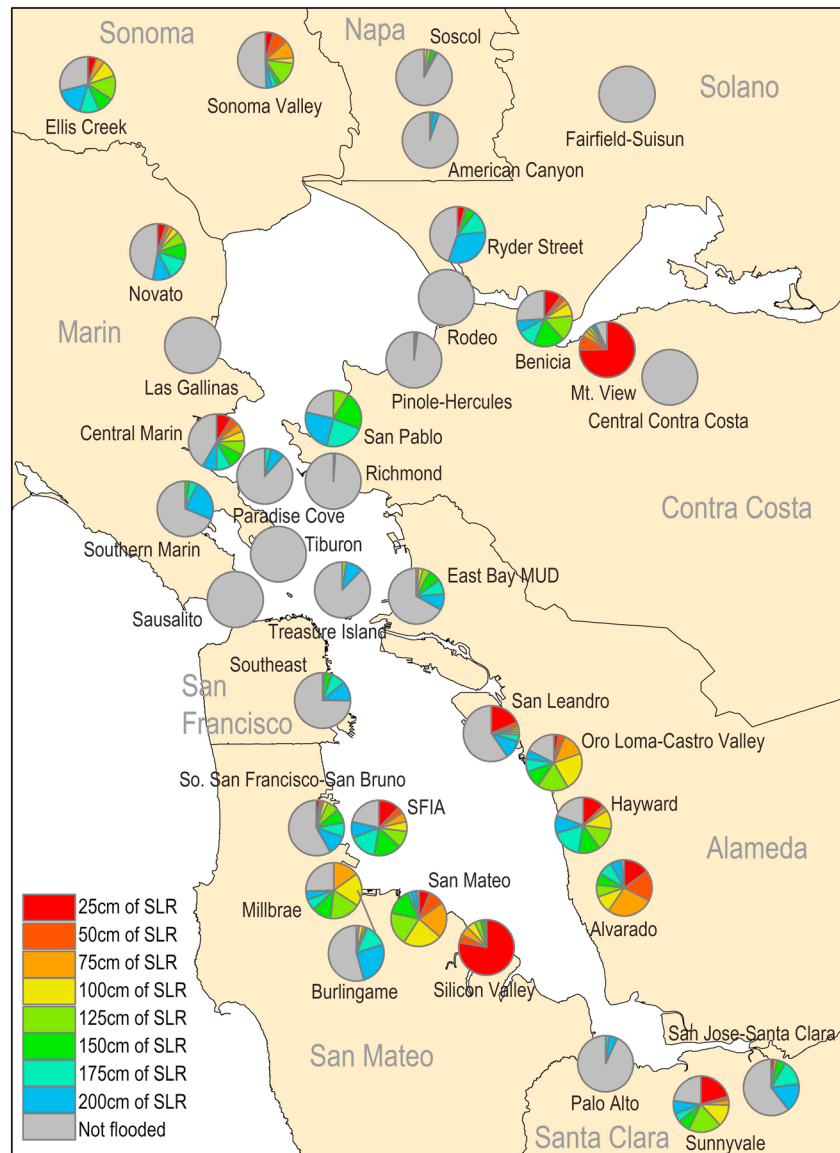 Sonoma
Napa
Soscol
Solano
Sonoma Valley
Ellis Creek
Fairfield-Suisun
American Canyon
Ryder Street
Novato
Marin
Rodeo
Benicia
Las Gallinas
Pinole-Hercules
Mt. View
Central Contra Costa
Central Marin
San Pablo
Richmond
Paradise Cove
Contra Costa
Southern Marin
Tiburon
East Bay MUD
Sausalito
Treasure Island
Southeast
San
Francisco
San Leandro
Oro Loma-Castro Valley
So. San Francisco-San Bruno
SFIA
Hayward
Alameda
San Mateo
Millbrae
Alvarado
Burlingame
Silicon Valley
San Jose-Santa Clara
San Mateo
Palo Alto
Sunnyvale
Santa Clara
25cm of SLR
50cm of SLR
75cm of SLR
100cm of SLR
125cm of SLR
150cm of SLR
175cm of SLR
200cm of SLR
Not flooded